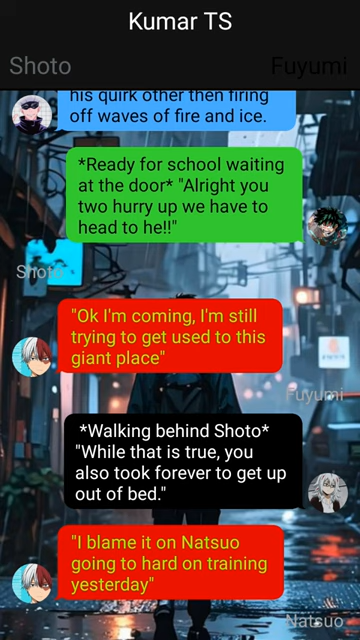 Kumar TS
Shoto
Fuyumi
his quirk other then firing
off waves of fire and ice.
*Ready for school waiting
at the door* "Alright you
two hurry up we have to
head to he!!"
Shoto
"Ok I'm coming, I'm still
trying to get used to this
giant place"
Fuyumi
*Walking behind Shoto*
"While that is true, you
also took forever to get up
out of bed."
"I blame it on Natsuo
going to hard on training
yesterday"
Natsuo